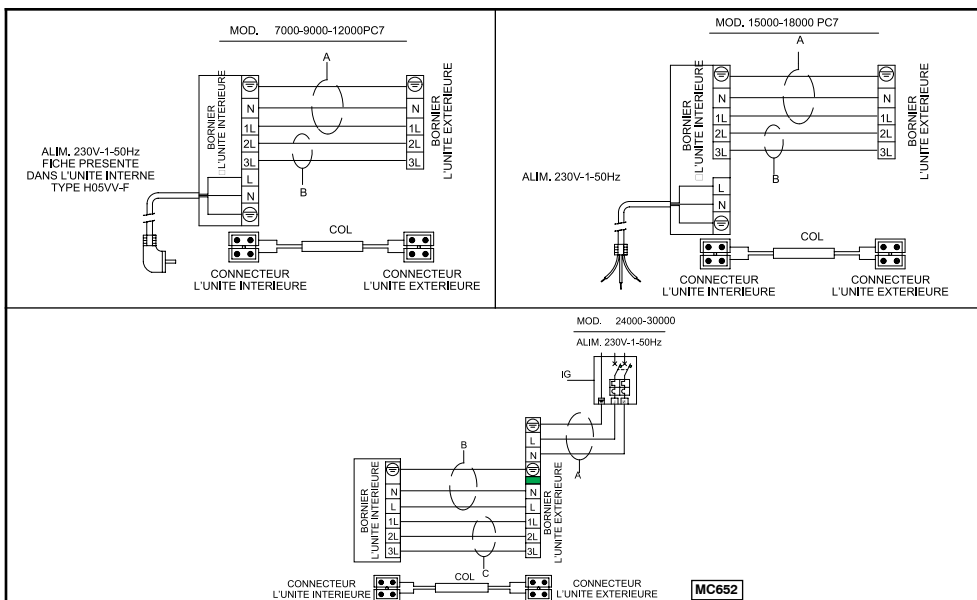 MOD. 7000-9000-12000PC7
A
BORNIER
L'UNITE INTERIEURE
N
1L
2L
3L
L
N
N
1L
2L
3L
BORNIER
L'UNITE EXTERIEURE
B
ALIM. 230V-1-50Hz
FICHE PRESENTE
DANS L'UNITE INTERNE
TYPE H05VV-F
COL
CONNECTEUR
L'UNITE INTERIEURE
CONNECTEUR
L'UNITE EXTERIEURE
MOD. 15000-18000 PC7
A
BORNIER
L'UNITE INTERIEURE
N
1L
2L
3L
L
N
N
1L
2L
3L
BORNIER
L'UNITE EXTERIEURE
B
ALIM. 230V-1-50Hz
COL
CONNECTEUR
L'UNITE INTERIEURE
CONNECTEUR
L'UNITE EXTERIEURE
MOD. 24000-30000
ALIM. 230V-1-50Hz
IG
L
N
A
B
BORNIER
L'UNITE INTERIEURE
N
L
1L
2L
3L
N
L
1L
2L
3L
BORNIER
L'UNITE EXTERIEURE
C
COL
CONNECTEUR
L'UNITE INTERIEURE
CONNECTEUR
L'UNITE EXTERIEURE
MC652